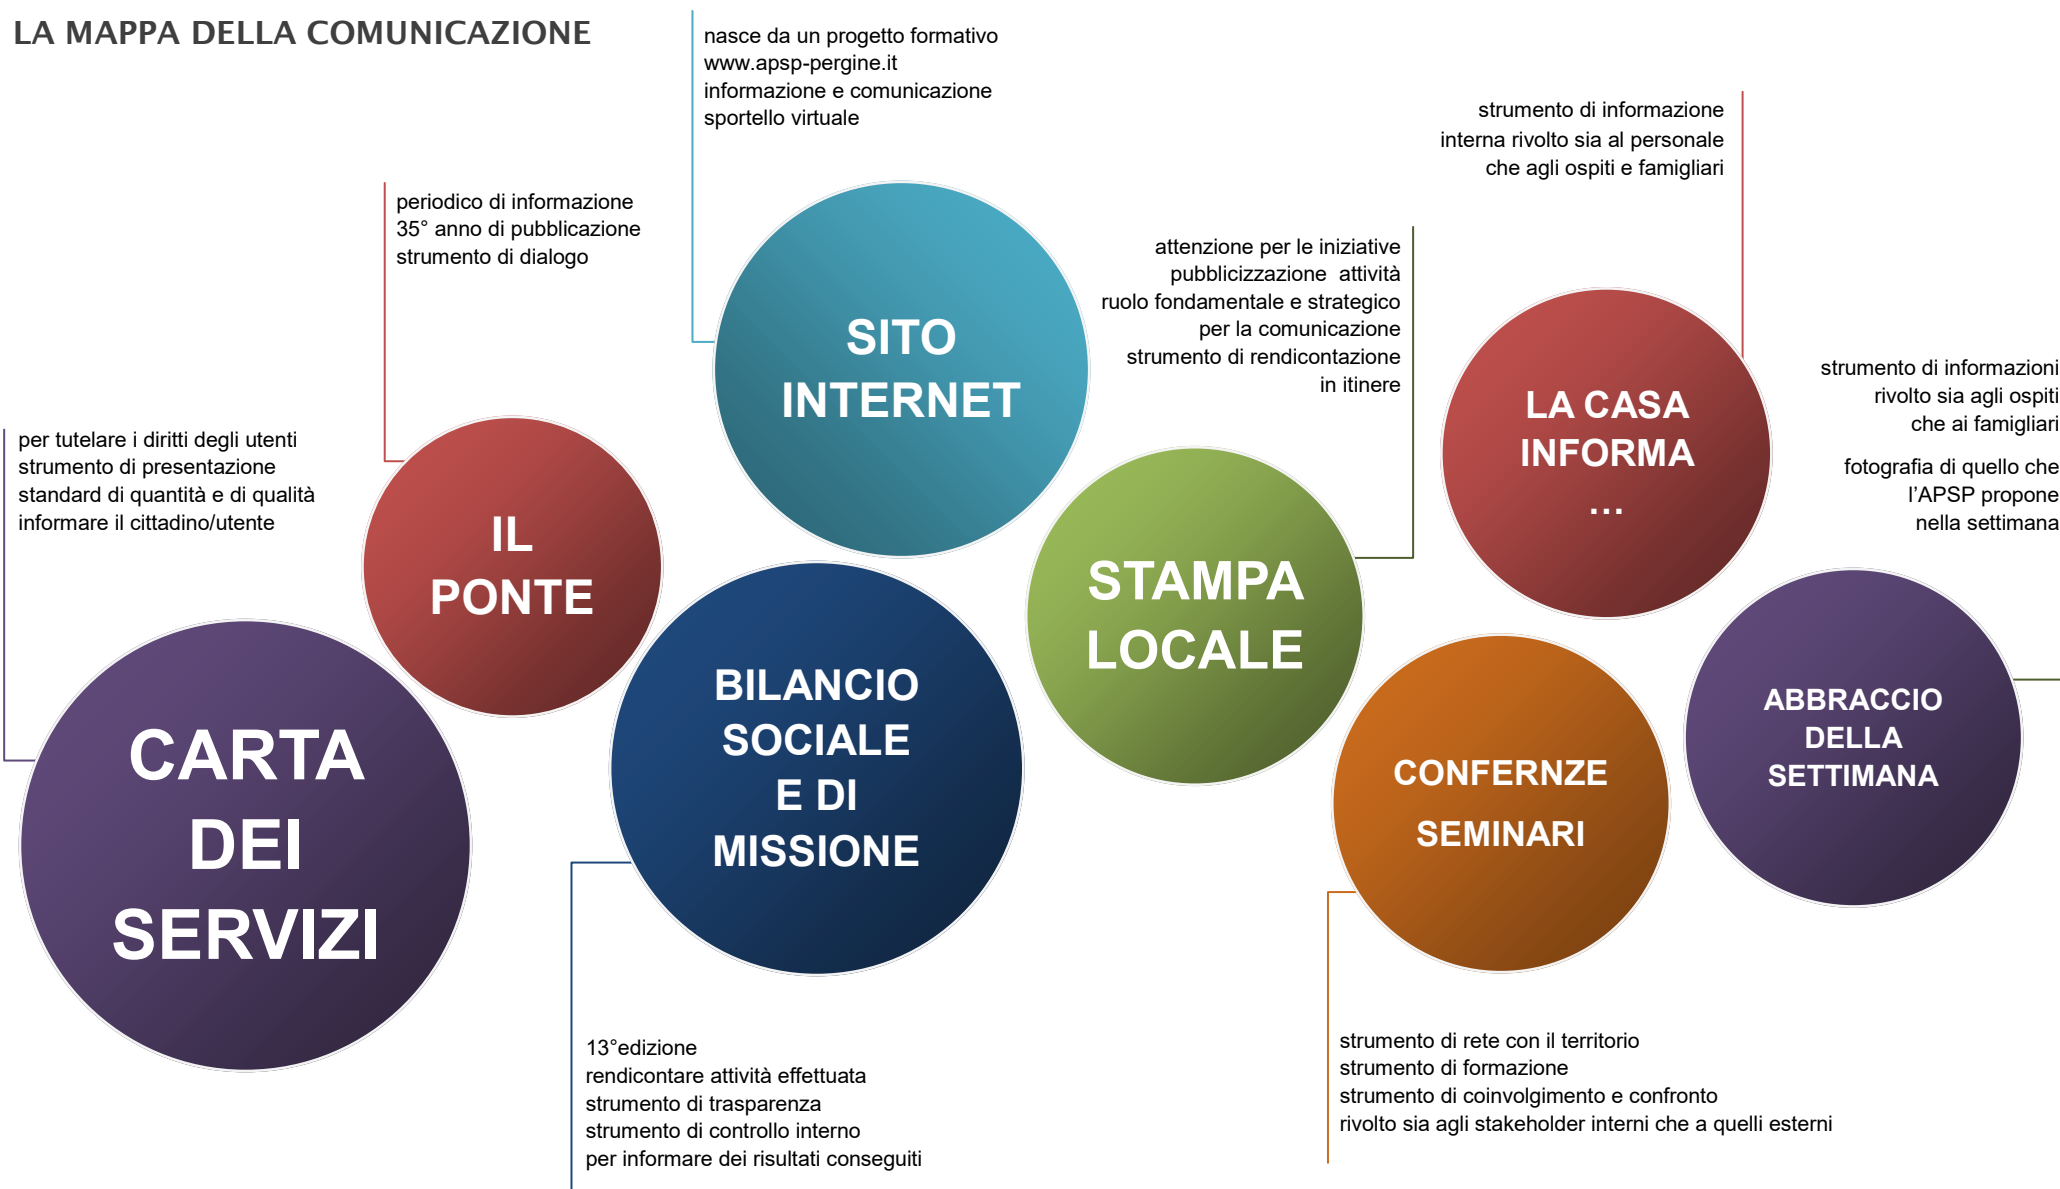 LA MAPPA DELLA COMUNICAZIONE
nasce da un progetto formativo
www.apsp-pergine.it
informazione e comunicazione
sportello virtuale
strumento di informazione
interna rivolto sia al personale
che agli ospiti e famigliari
periodico di informazione
35° anno di pubblicazione
strumento di dialogo
attenzione per le iniziative
pubblicizzazione attività
ruolo fondamentale e strategico
per la comunicazione
strumento di rendicontazione
in itinere
SITO
INTERNET
strumento di informazioni
rivolto sia agli ospiti
che ai famigliari
fotografia di quello che
l’APSP propone
nella settimana
LA CASA
INFORMA
...
per tutelare i diritti degli utenti
strumento di presentazione
standard di quantità e di qualità
informare il cittadino/utente
IL
PONTE
STAMPA
LOCALE
CARTA
DEI
SERVIZI
BILANCIO
SOCIALE
E DI
MISSIONE
CONFERNZE
SEMINARI
ABBRACCIO
DELLA
SETTIMANA
13°edizione
rendicontare attività effettuata
strumento di trasparenza
strumento di controllo interno
per informare dei risultati conseguiti
strumento di rete con il territorio
strumento di formazione
strumento di coinvolgimento e confronto
rivolto sia agli stakeholder interni che a quelli esterni